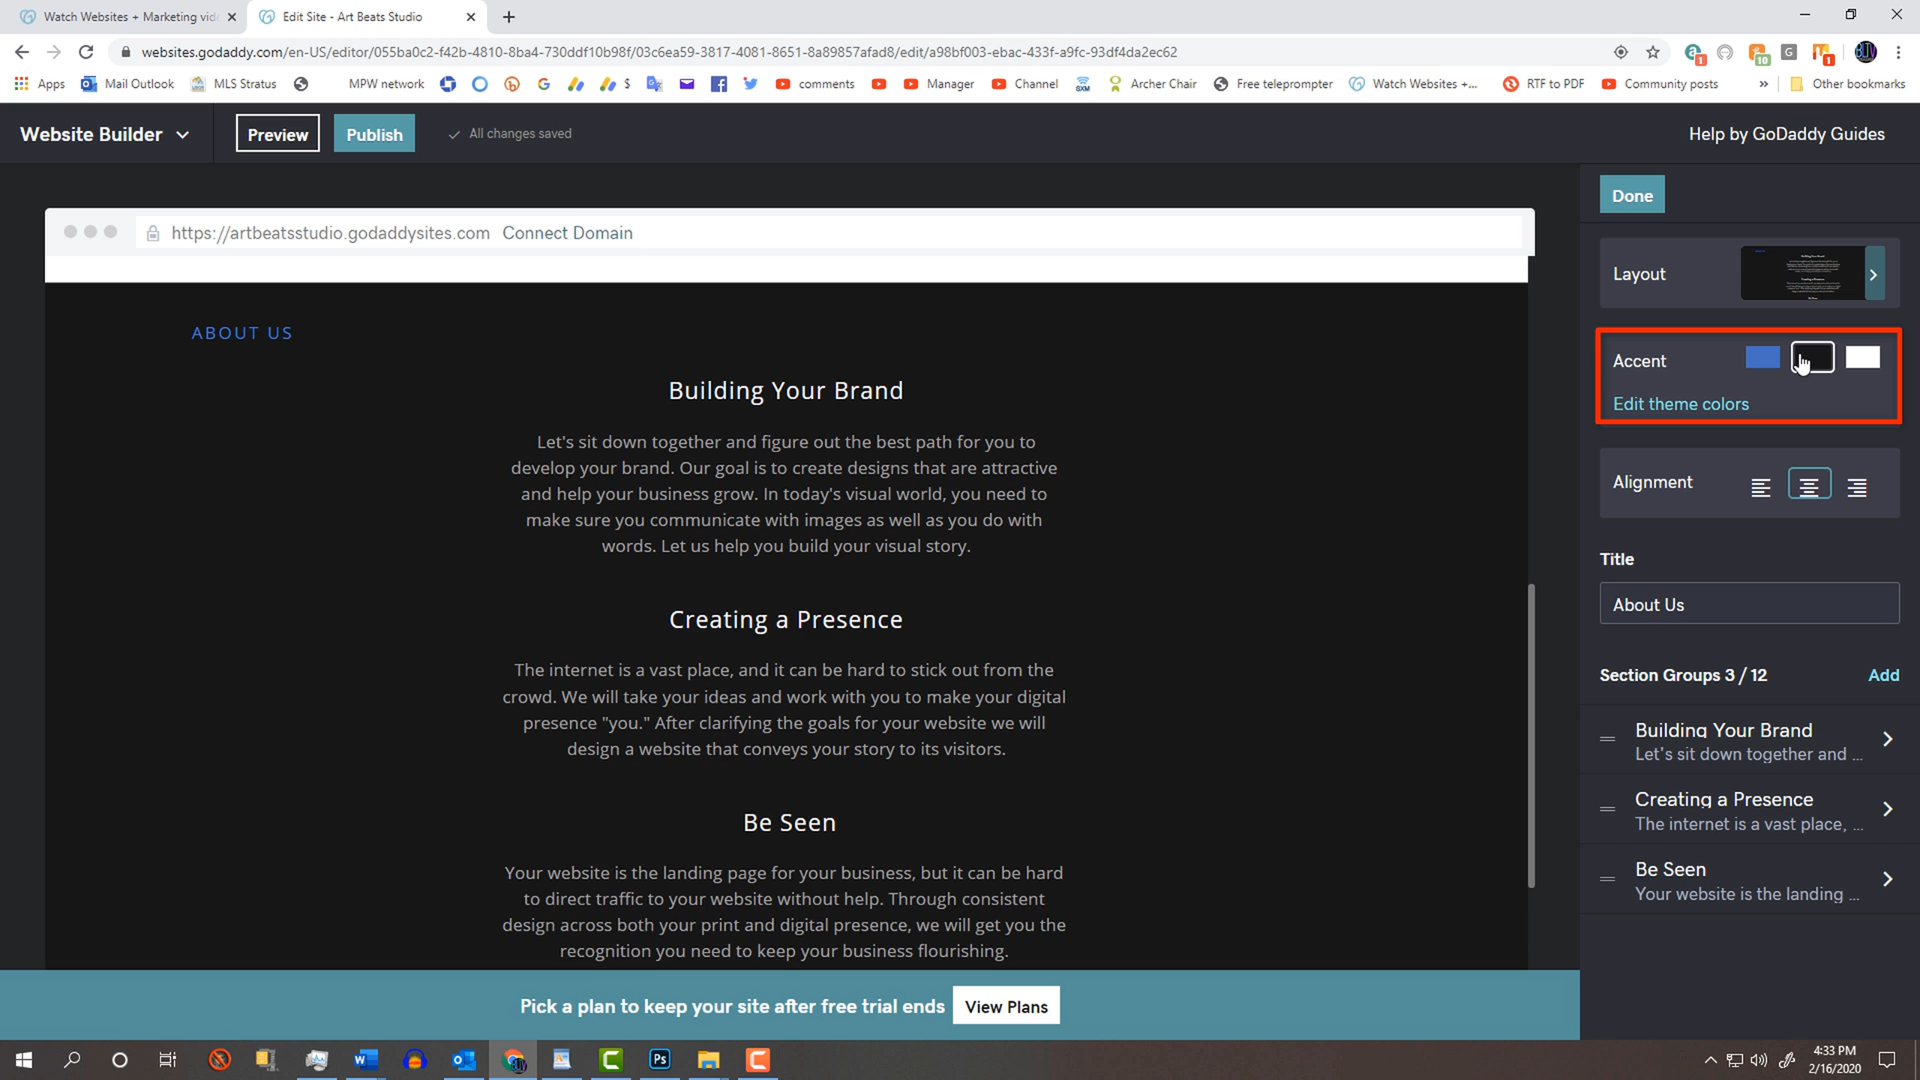 Watch Websites + Marketing vid
Edit Site - Art Beats Studio
websites.godaddy.com/en-US/editor/055ba0c2-f42b-4810-8ba4-730ddf10b98f/03c6ea59-3817-4081-8651-8a89857afad8/edit/a98bf003-ebac-433f-a9fc-93df4da2ec62
Apps Mail Outlook MLS Status MPW network $ comments Manager Channel Archer Chair Free teleprompter Watch Websites +... RTF to PDF Community posts » Other bookmarks
Website Builder Preview Publish All changes saved Help by GoDaddy Guides
Done
https://artbeatsstudio.godaddysites.com Connect Domain
Layout
ABOUT US
Building Your Brand
Let's sit down together and figure out the best path for you to
develop your brand. Our goal is to create designs that are attractive
and help your business grow. In today's visual world, you need to
make sure you communicate with images as well as you do with
words. Let us help you build your visual story.
Creating a Presence
The internet is a vast place, and it can be hard to stick out from the
crowd. We will take your ideas and work with you to make your digital
presence "you." After clarifying the goals for your website we will
design a website that conveys your story to its visitors.
Be Seen
Your website is the landing page for your business, but it can be hard
to direct traffic to your website without help. Through consistent
design across both your print and digital presence, we will get you the
recognition you need to keep your business flourishing.
Accent
Edit theme colors
Alignment
Title
About Us
Section Groups 3 / 12 Add
Building Your Brand
Let's sit down together and ...
Creating a Presence
The internet is a vast place, ...
Be Seen
Your website is the landing ...
Pick a plan to keep your site after free trial ends View Plans
4:33 PM
2/16/2020